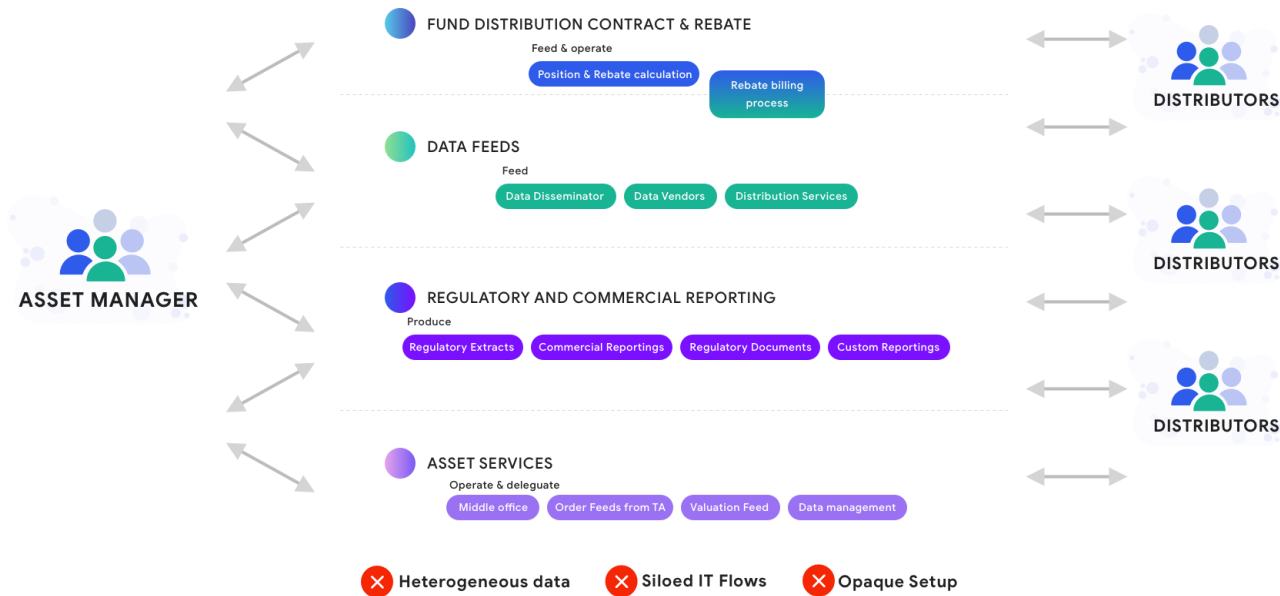 FUND DISTRIBUTION CONTRACT & REBATE
Feed & operate
Position & Rebate calculation
Rebate billing
process
DISTRIBUTORS
DATA FEEDS
Feed
Data Disseminator
Data Vendors
Distribution Services
ASSET MANAGER
DISTRIBUTORS
REGULATORY AND COMMERCIAL REPORTING
Produce
Regulatory Extracts
Commercial Reportings
Regulatory Documents
Custom Reportings
DISTRIBUTORS
ASSET SERVICES
Operate & deleguate
Middle office
Order Feeds from TA
Valuation Feed
Data management
Heterogeneous data
Siloed IT Flows
Opaque Setup